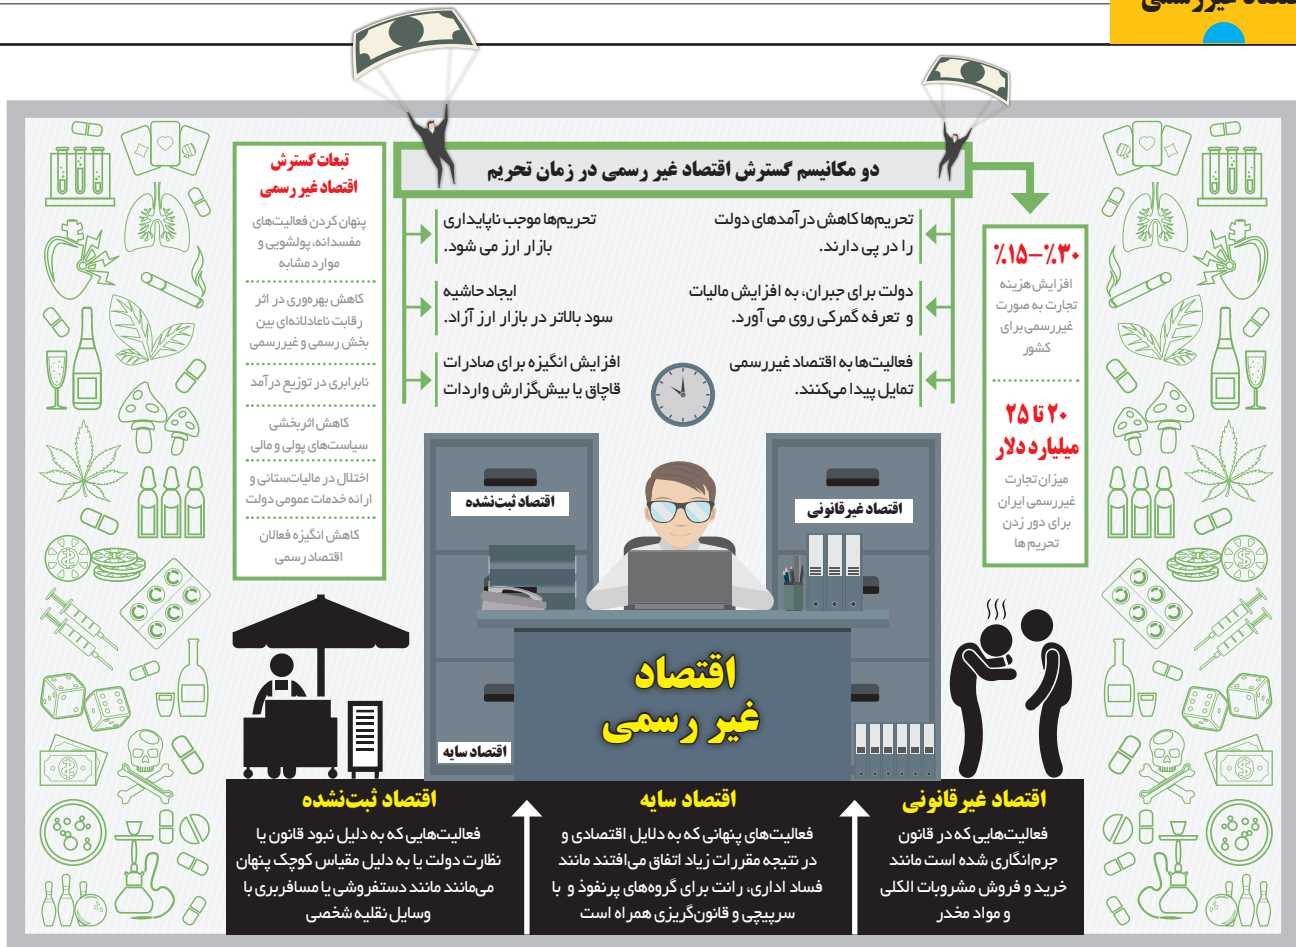 دو مکانیسم گسترش اقتصاد غیر رسمی در زمان تحریم
تحریم‌ها کاهش درآمدهای دولت
را در پی دارند.
دولت برای جبران، به افزایش مالیات
و تعرفه گمرکی روی می آورد.
فعالیت‌ها به اقتصاد غیررسمی
تمایل پیدا می‌کنند.
تحریم‌ها موجب ناپایداری
بازار ارز می شود.
ایجاد حاشیه
سود بالاتر در بازار ارز آزاد.
افزایش انگیزه برای صادرات
قاچاق یا بیش‌گزارش واردات
٪۱۵–٪۳۰
افزایش هزینه
تجارت به صورت
غیررسمی برای
کشور
۲۰ تا ۲۵
میلیارد دلار
میزان تجارت
غیررسمی ایران
برای دور زدن
تحریم ها
تبعات گسترش
اقتصاد غیر رسمی
پنهان کردن فعالیت‌های
مفسدانه، پولشویی و
موارد مشابه
کاهش بهره‌وری در اثر
رقابت ناعادلانه‌ای بین
بخش رسمی و غیررسمی
نابرابری در توزیع درآمد
کاهش اثربخشی
سیاست‌های پولی و مالی
اختلال در مالیات‌ستانی و
ارائه خدمات عمومی دولت
کاهش انگیزه فعالان
اقتصاد رسمی
اقتصاد غیرقانونی
اقتصاد ثبت‌نشده
اقتصاد سایه
اقتصاد
غیر رسمی
اقتصاد غیرقانونی
فعالیت‌هایی که در قانون
جرم‌انگاری شده است مانند
خرید و فروش مشروبات الکلی
و مواد مخدر
اقتصاد سایه
فعالیت‌های پنهانی که به دلایل اقتصادی و
در نتیجه مقررات زیاد اتفاق می‌افتند مانند
فساد اداری، رانت برای گروه‌های پرنفوذ و با
سرپیچی و قانون‌گریزی همراه است
اقتصاد ثبت‌نشده
فعالیت‌هایی که به دلیل نبود قانون یا
نظارت دولت یا به دلیل مقیاس کوچک پنهان
می‌مانند مانند دستفروشی یا مسافربری با
وسایل نقلیه شخصی